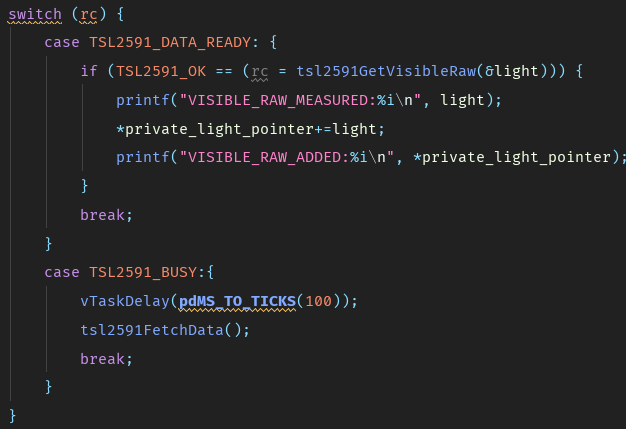 switch (rc) {
case TSL2591_DATA_READY: {
if (TSL2591_OK == (rc = tsl2591GetVisibleRaw(&light))) {
printf("VISIBLE_RAW_MEASURED:%i\n", light);
*private_light_pointer+=light;
printf("VISIBLE_RAW_ADDED:%i\n", *private_light_pointer);
}
break;
}
case TSL2591_BUSY:{
vTaskDelay(pdMS_TO_TICKS(100));
tsl2591FetchData();
break;
}
}